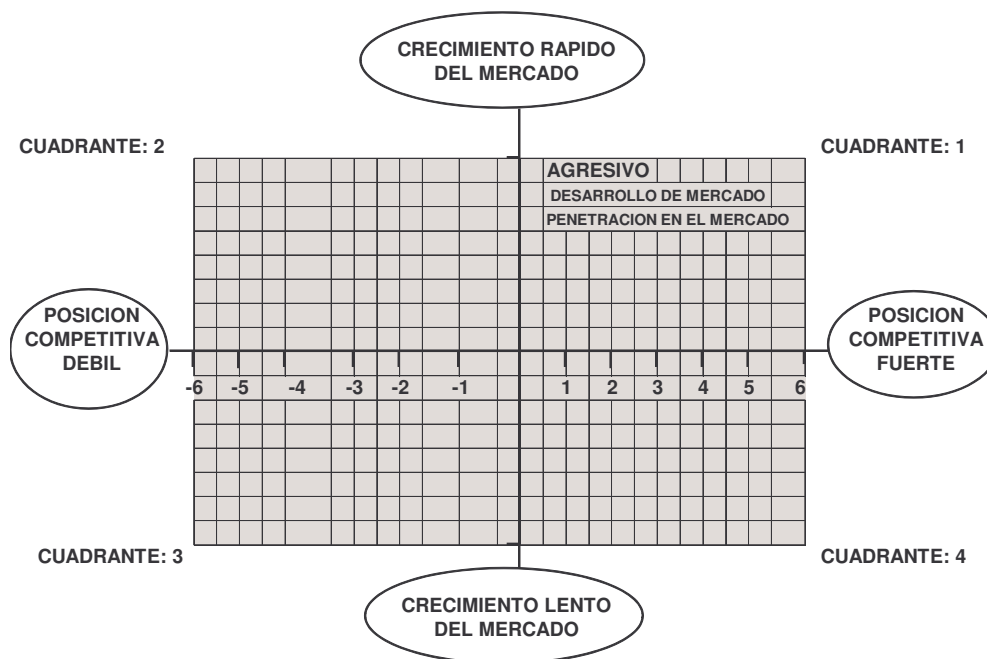 CRECIMIENTO RAPIDO
DEL MERCADO
CUADRANTE: 2
CUADRANTE: 1
AGRESIVO
DESARROLLO DE MERCADO
PENETRACION EN EL MERCADO
POSICION
COMPETITIVA
DEBIL
POSICION
COMPETITIVA
FUERTE
-6 -5 -4 -3 -2 -1 1 2 3 4 5 6
CUADRANTE: 3
CUADRANTE: 4
CRECIMIENTO LENTO
DEL MERCADO